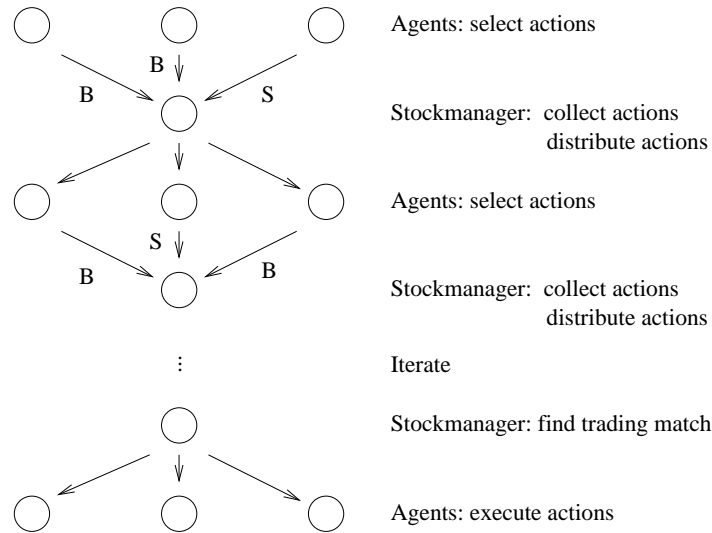 Agents: select actions
B
B
S
Stockmanager: collect actions
distribute actions
Agents: select actions
S
B
B
Stockmanager: collect actions
distribute actions
...
Iterate
Stockmanager: find trading match
Agents: execute actions